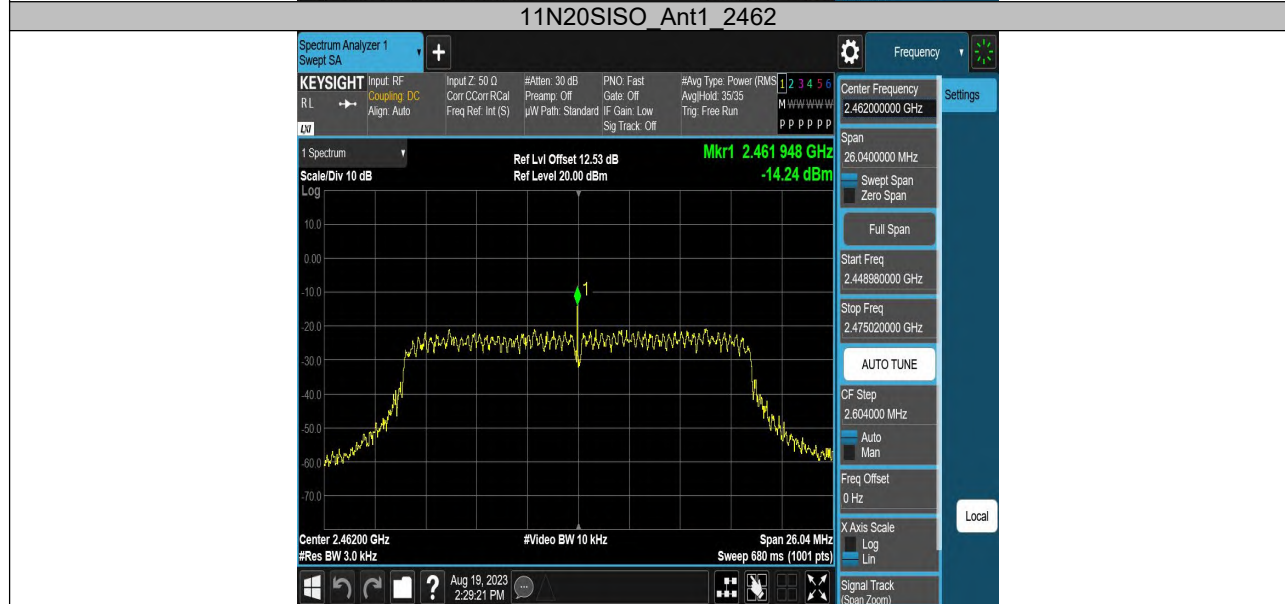 11N20SISO_Ant1_2462
Spectrum Analyzer 1
Swept SA
+
Frequency
KEYSIGHT
RL
LXI
Input: RF
Coupling: DC
Align: Auto
Input Z: 50 Ω
Corr CCorr RCal
Freq Ref: Int (S)
#Atten: 30 dB
Preamp: Off
µW Path: Standard
PNO: Fast
Gate: Off
IF Gain: Low
Sig Track: Off
#Avg Type: Power (RMS
Avg|Hold: 35/35
Trig: Free Run
1 2 3 4 5 6
M W W W W W
P P P P P P
1 Spectrum
Scale/Div 10 dB
Log
Ref Lvl Offset 12.53 dB
Ref Level 20.00 dBm
Mkr1 2.461 948 GHz
-14.24 dBm
10.0
0.00
-10.0
-20.0
-30.0
-40.0
-50.0
-60.0
-70.0
1
Center 2.46200 GHz
#Res BW 3.0 kHz
#Video BW 10 kHz
Span 26.04 MHz
Sweep 680 ms (1001 pts)
Center Frequency
2.462000000 GHz
Settings
Span
26.0400000 MHz
Swept Span
Zero Span
Full Span
Start Freq
2.448980000 GHz
Stop Freq
2.475020000 GHz
AUTO TUNE
CF Step
2.604000 MHz
Auto
Man
Freq Offset
0 Hz
X Axis Scale
Log
Lin
Local
Signal Track
(Span Zoom)
?
Aug 19, 2023
2:29:21 PM